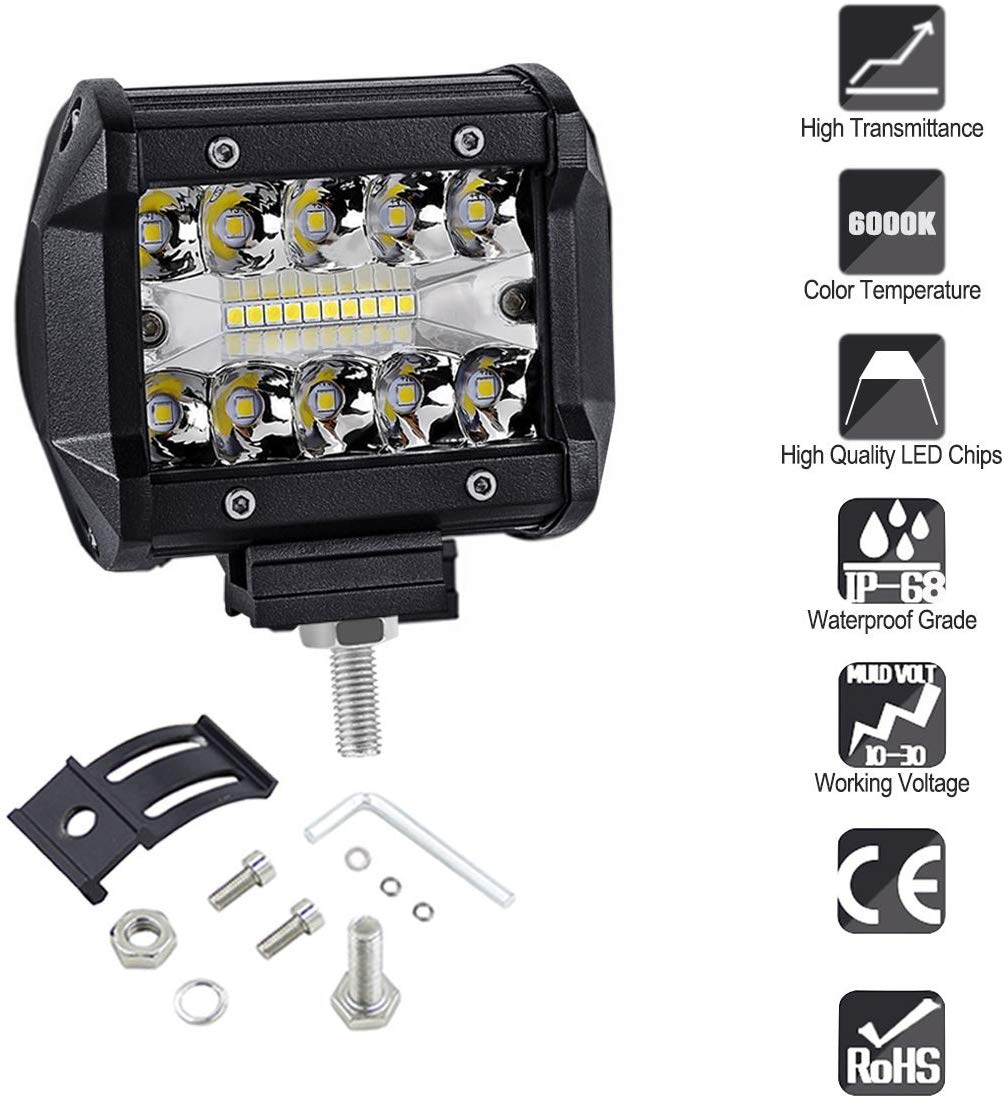 High Transmittance
6000K
Color Temperature
High Quality LED Chips
IP-68
Waterproof Grade
MULD VOLT
10-30
Working Voltage
CE
RoHS